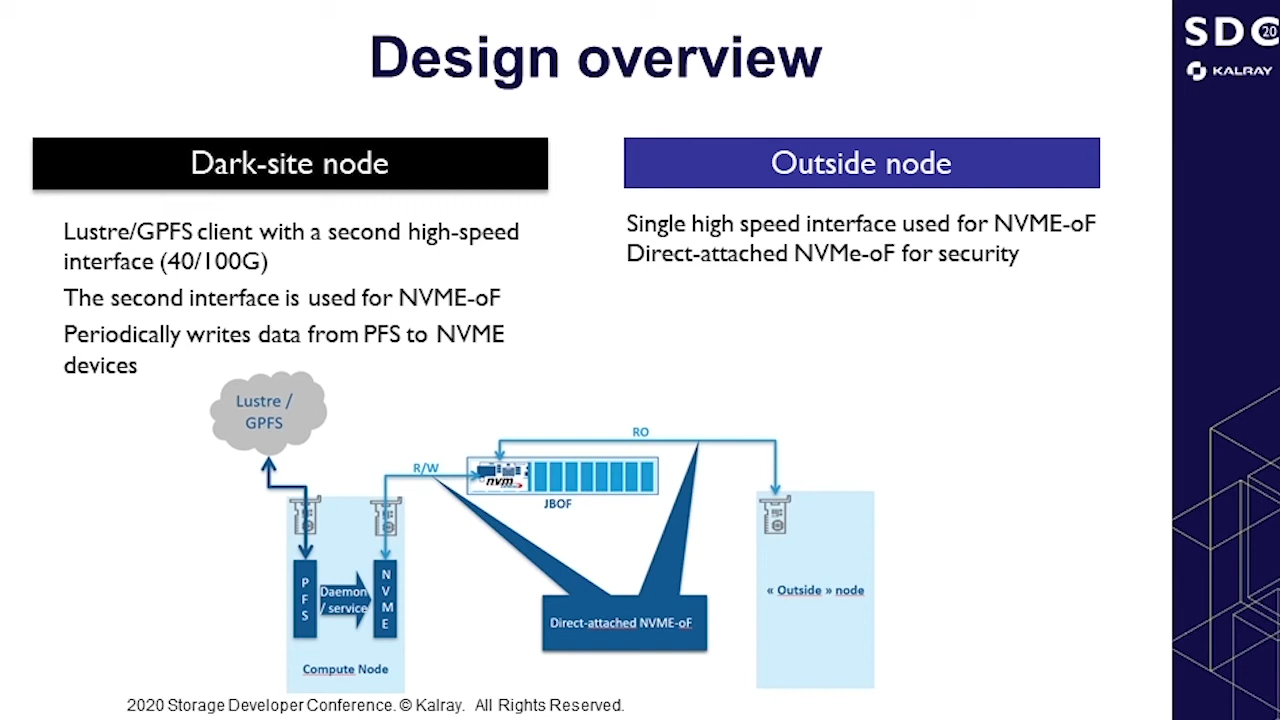 Design overview
SDC 20
KALRAY
Dark-site node
Outside node
Lustre/GPFS client with a second high-speed
interface (40/100G)
The second interface is used for NVME-oF
Periodically writes data from PFS to NVME
devices
Single high speed interface used for NVME-oF
Direct-attached NVMe-oF for security
Lustre /
GPFS
R/W
RO
nvm
JBOF
PFS
Daemon
/ service
NVME
Compute Node
Direct-attached NVME-oF
« Outside » node
2020 Storage Developer Conference. © Kalray. All Rights Reserved.